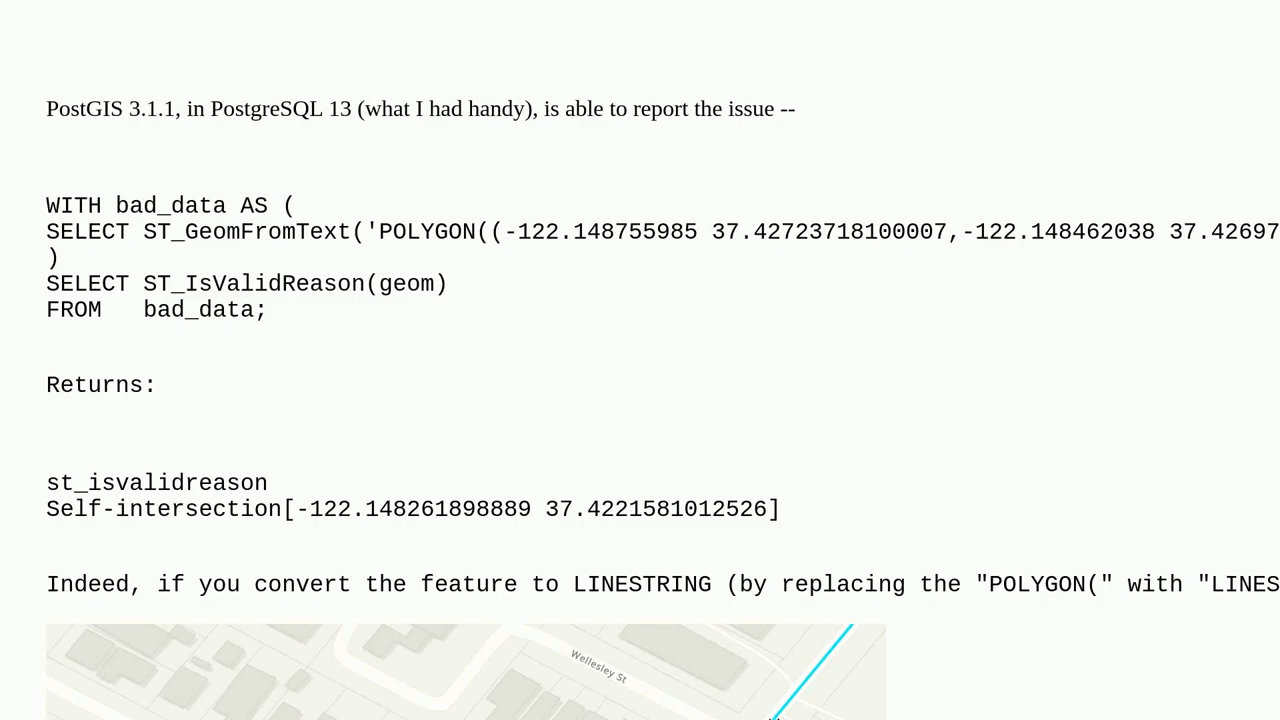 PostGIS 3.1.1, in PostgreSQL 13 (what I had handy), is able to report the issue --
WITH bad_data AS (
SELECT ST_GeomFromText('POLYGON((-122.148755985 37.42723718100007,-122.148462038 37.42697
)
SELECT ST_IsValidReason(geom)
FROM   bad_data;
Returns:
st_isvalidreason
Self-intersection[-122.148261898889 37.4221581012526]
Indeed, if you convert the feature to LINESTRING (by replacing the "POLYGON(" with "LINES
Wellesley St